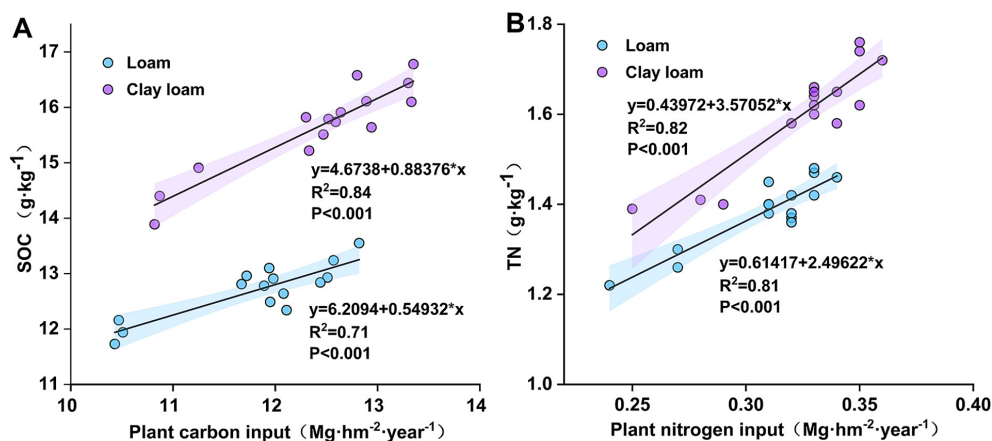 A
Loam
Clay loam
SOC（g·kg⁻¹）
17
16
15
14
13
12
11
y=4.6738+0.88376*x
R²=0.84
P<0.001
y=6.2094+0.54932*x
R²=0.71
P<0.001
10
11
12
13
14
Plant carbon input（Mg·hm⁻²·year⁻¹）
B
Loam
Clay loam
TN（g·kg⁻¹）
1.8
1.6
1.4
1.2
1.0
y=0.43972+3.57052*x
R²=0.82
P<0.001
y=0.61417+2.49622*x
R²=0.81
P<0.001
0.25
0.30
0.35
0.40
Plant nitrogen input（Mg·hm⁻²·year⁻¹）